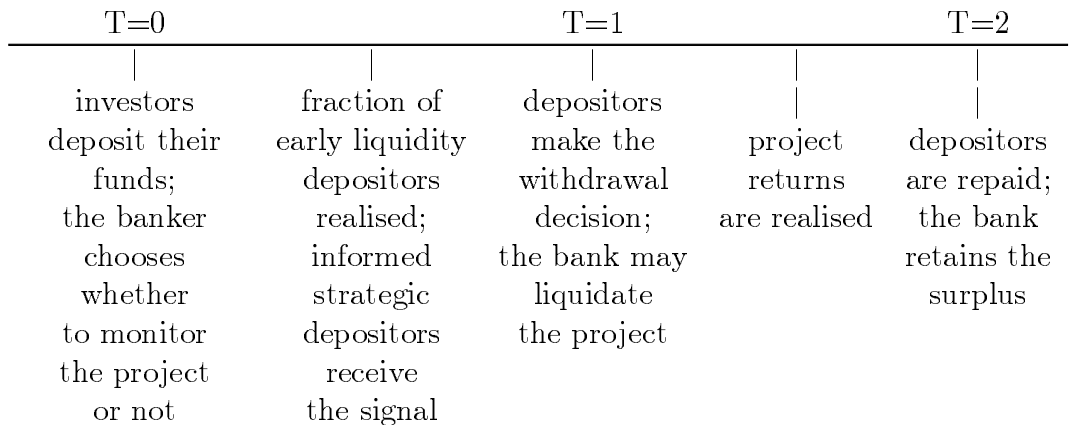 T=0
T=1
T=2
investors
deposit their
funds;
the banker
chooses
whether
to monitor
the project
or not
fraction of
early liquidity
depositors
realised;
informed
strategic
depositors
receive
the signal
depositors
make the
withdrawal
decision;
the bank may
liquidate
the project
project
returns
are realised
depositors
are repaid;
the bank
retains the
surplus